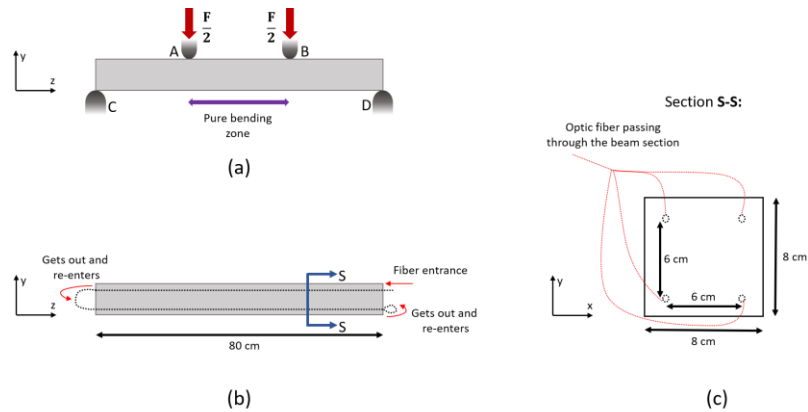 F
2
F
2
A
B
y
z
C
D
Pure bending
zone
(a)
Gets out and
re-enters
S
Fiber entrance
y
z
S
Gets out and
re-enters
80 cm
(b)
Section S-S:
Optic fiber passing
through the beam section
6 cm
8 cm
y
6 cm
x
8 cm
(c)